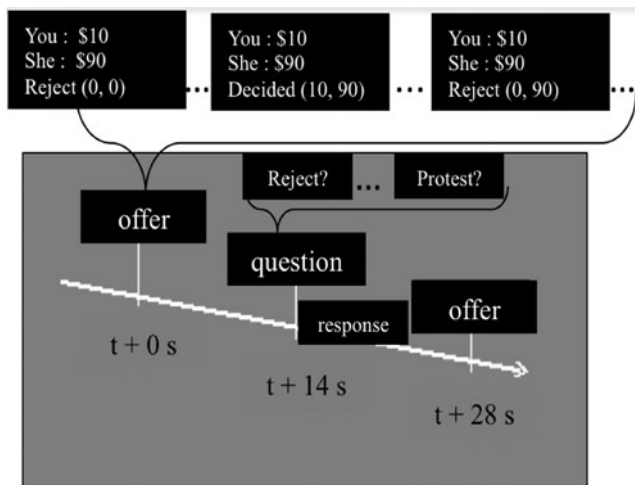 You : $10
She : $90
Reject (0, 0)
...
You : $10
She : $90
Decided (10, 90)
...
You : $10
She : $90
Reject (0, 90)
...
Reject?
...
Protest?
offer
question
response
offer
t + 0 s
t + 14 s
t + 28 s